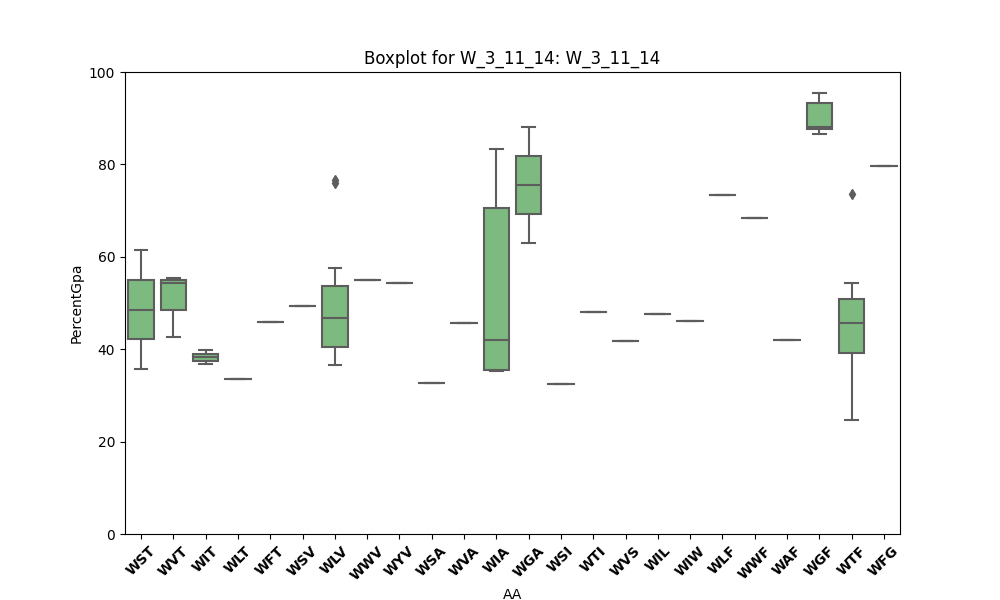 Boxplot for W_3_11_14: W_3_11_14
PercentGpa
100
80
60
40
20
0
WST WVT WIT WLT WFT WSV WLV WWV WYV WSA WVA WIA WGA WSI WTI WVS WIL WIW WLF WWF WAF WGF WTF WFG
AA